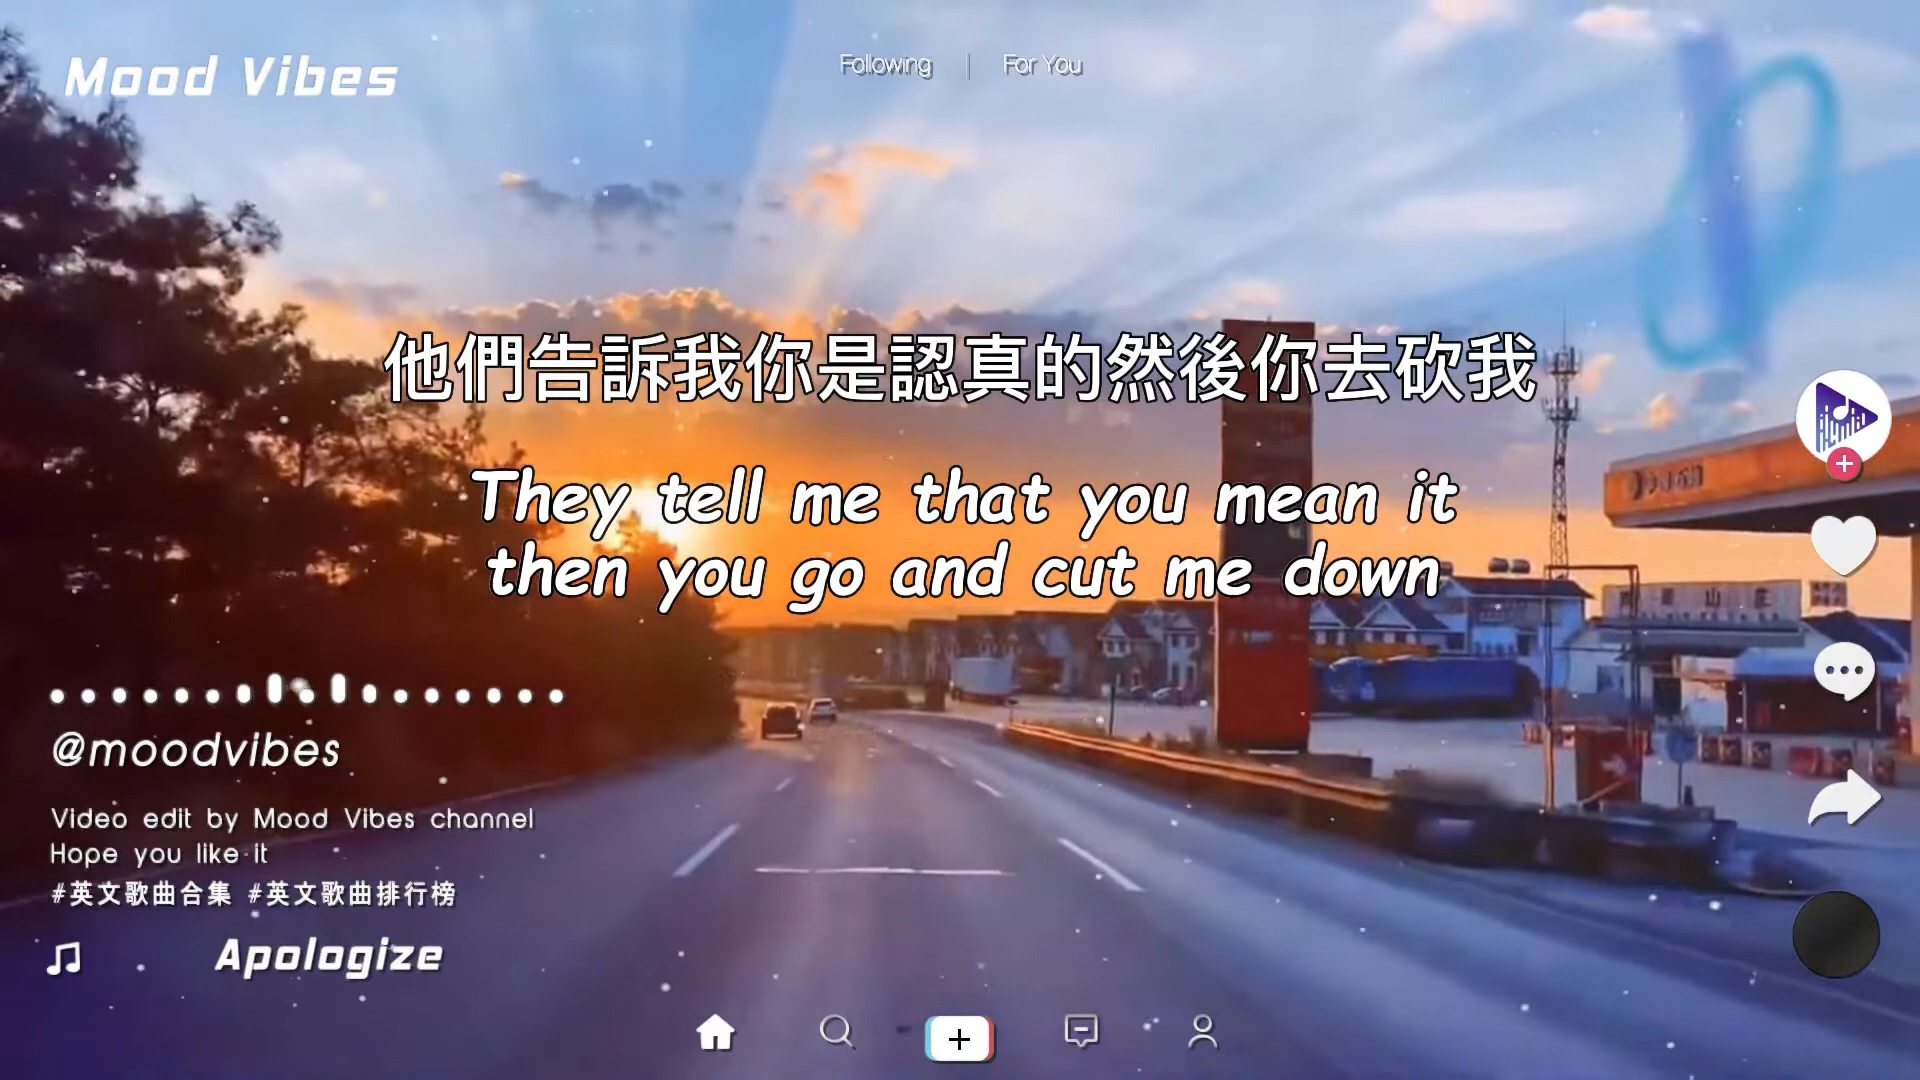 Mood Vibes
Following | For You
他們告訴我你是認真的然後你去砍我
They tell me that you mean it
then you go and cut me down
@moodvibes
Video edit by Mood Vibes channel
Hope you like it
#英文歌曲合集 #英文歌曲排行榜
Apologize